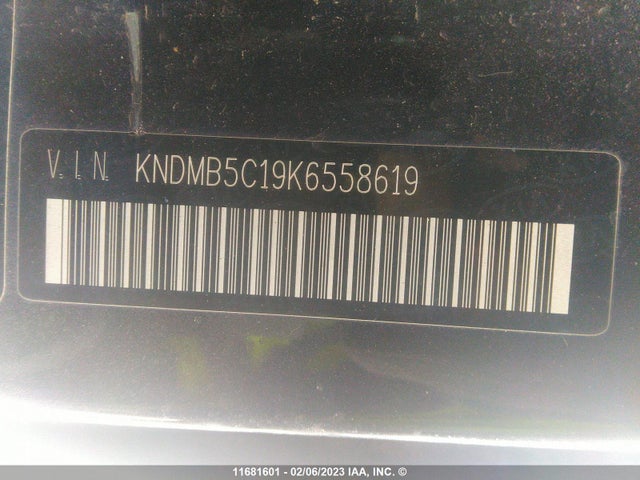 V.I.N. KNDMB5C19K6558619
11681601 - 02/06/2023 IAA, INC. ©